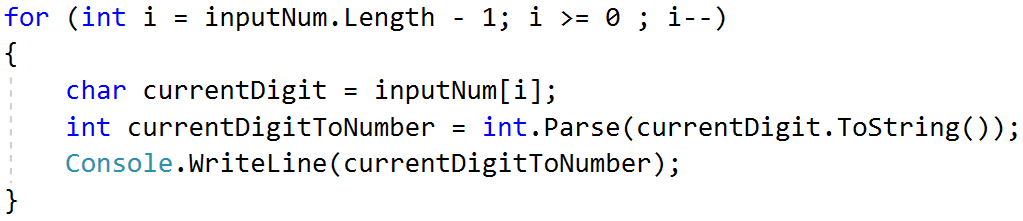 for (int i = inputNum.Length - 1; i >= 0 ; i--)
{
    char currentDigit = inputNum[i];
    int currentDigitToNumber = int.Parse(currentDigit.ToString());
    Console.WriteLine(currentDigitToNumber);
}